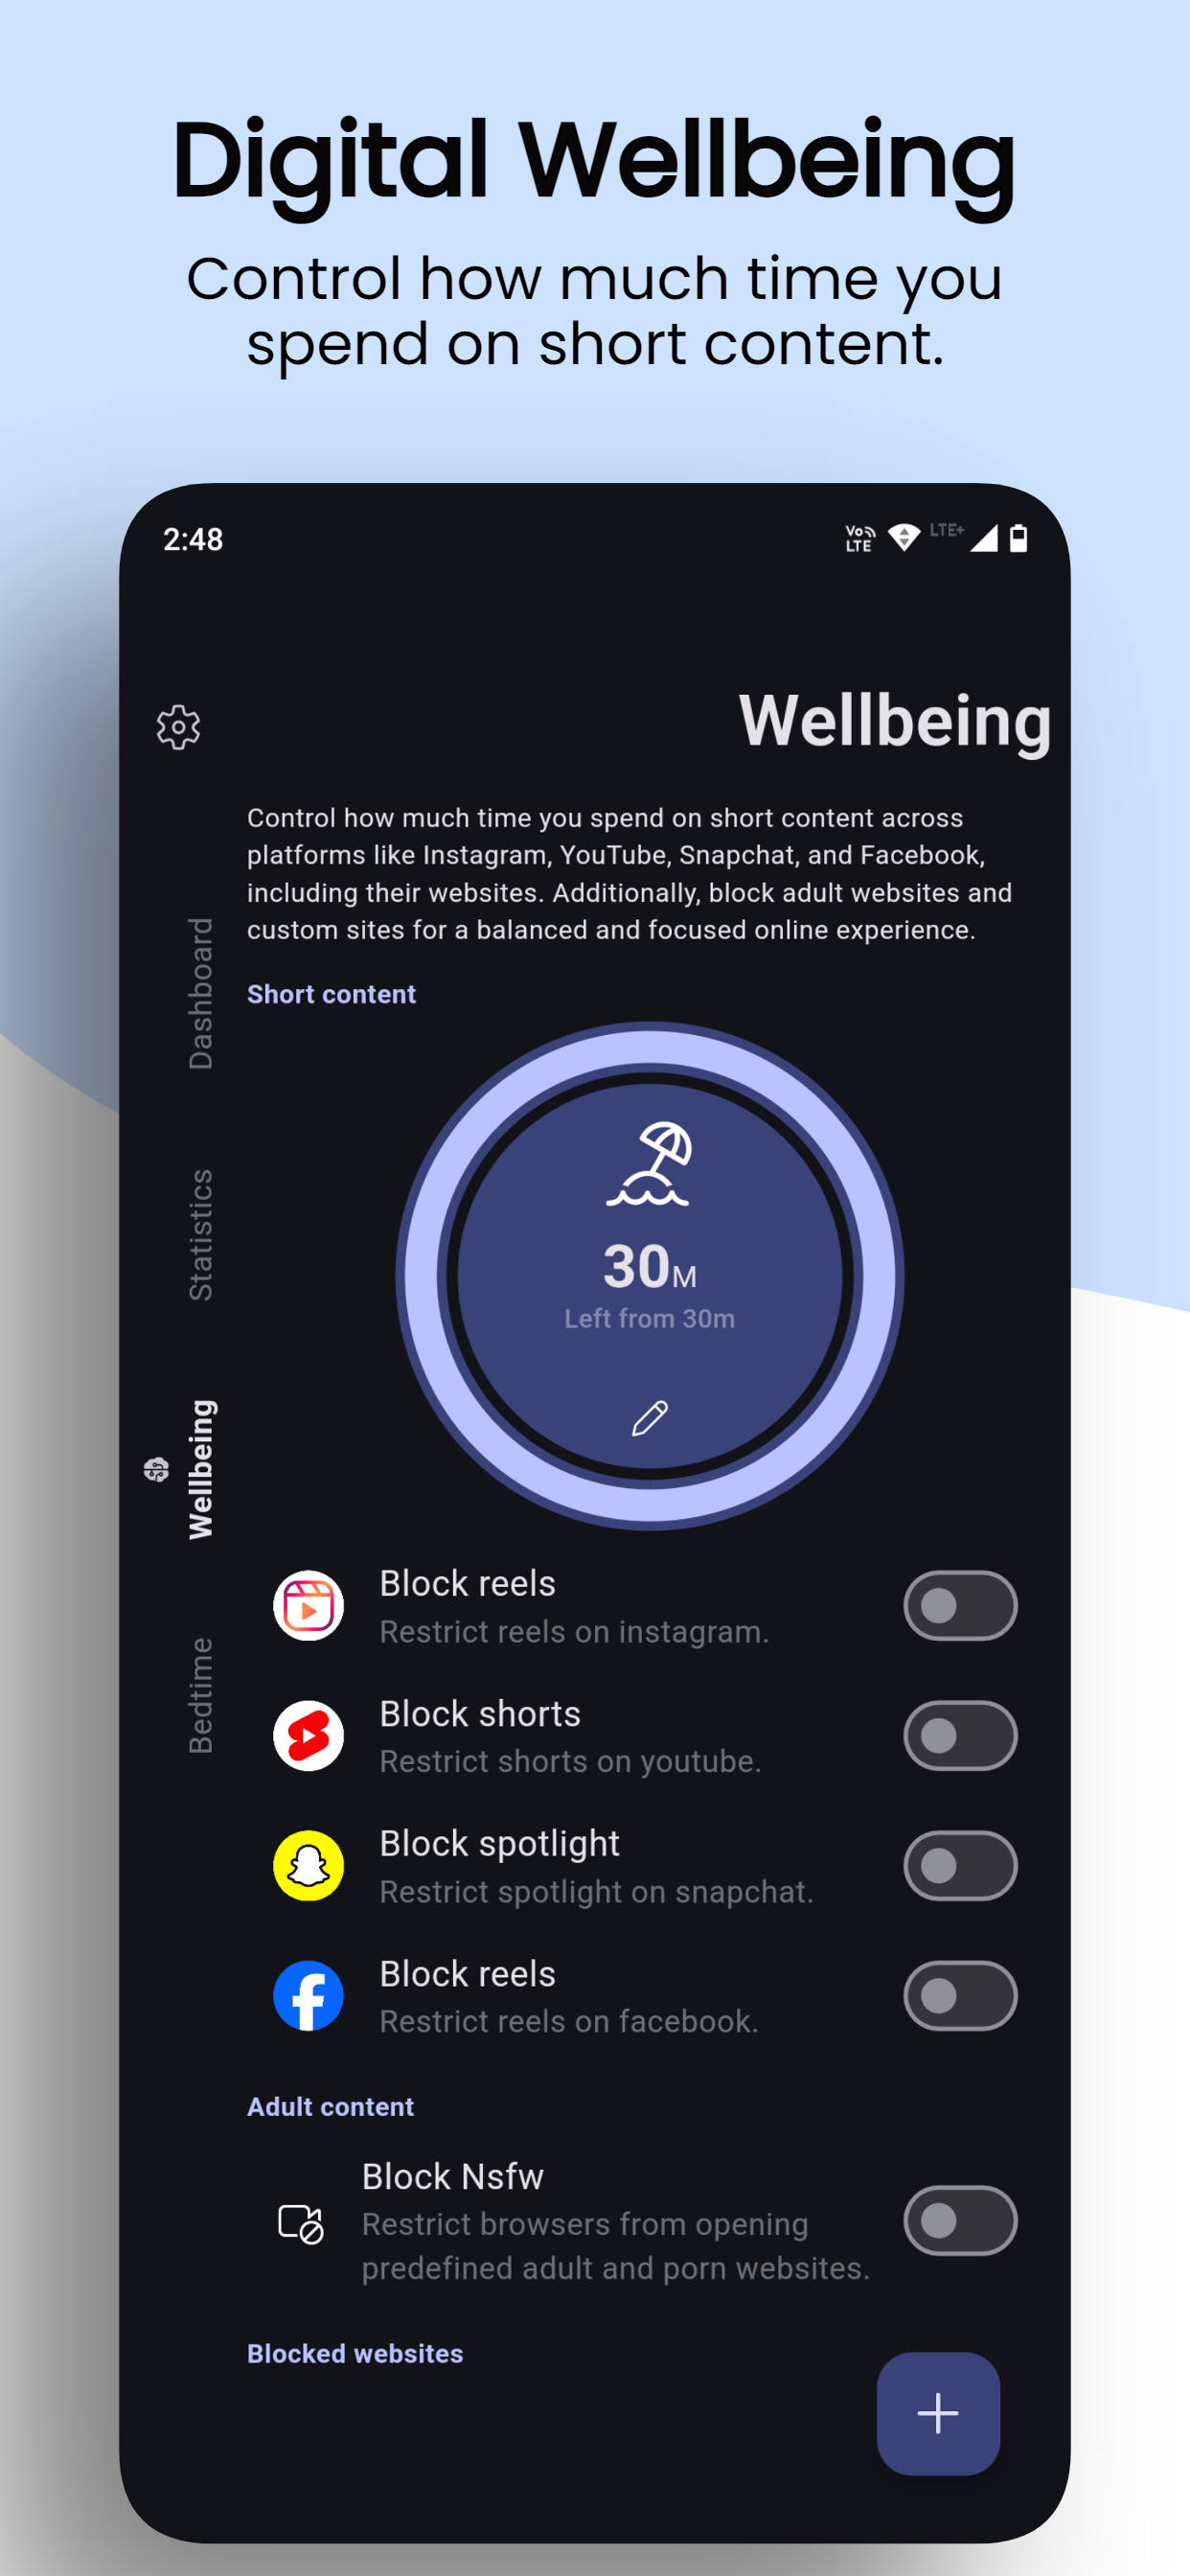 Digital Wellbeing
Control how much time you
spend on short content.
2:48
Vo
LTE
LTE+
Wellbeing
Control how much time you spend on short content across
platforms like Instagram, YouTube, Snapchat, and Facebook,
including their websites. Additionally, block adult websites and
custom sites for a balanced and focused online experience.
Dashboard
Statistics
Wellbeing
Bedtime
Short content
30M
Left from 30m
Block reels
Restrict reels on instagram.
Block shorts
Restrict shorts on youtube.
Block spotlight
Restrict spotlight on snapchat.
Block reels
Restrict reels on facebook.
Adult content
Block Nsfw
Restrict browsers from opening
predefined adult and porn websites.
Blocked websites